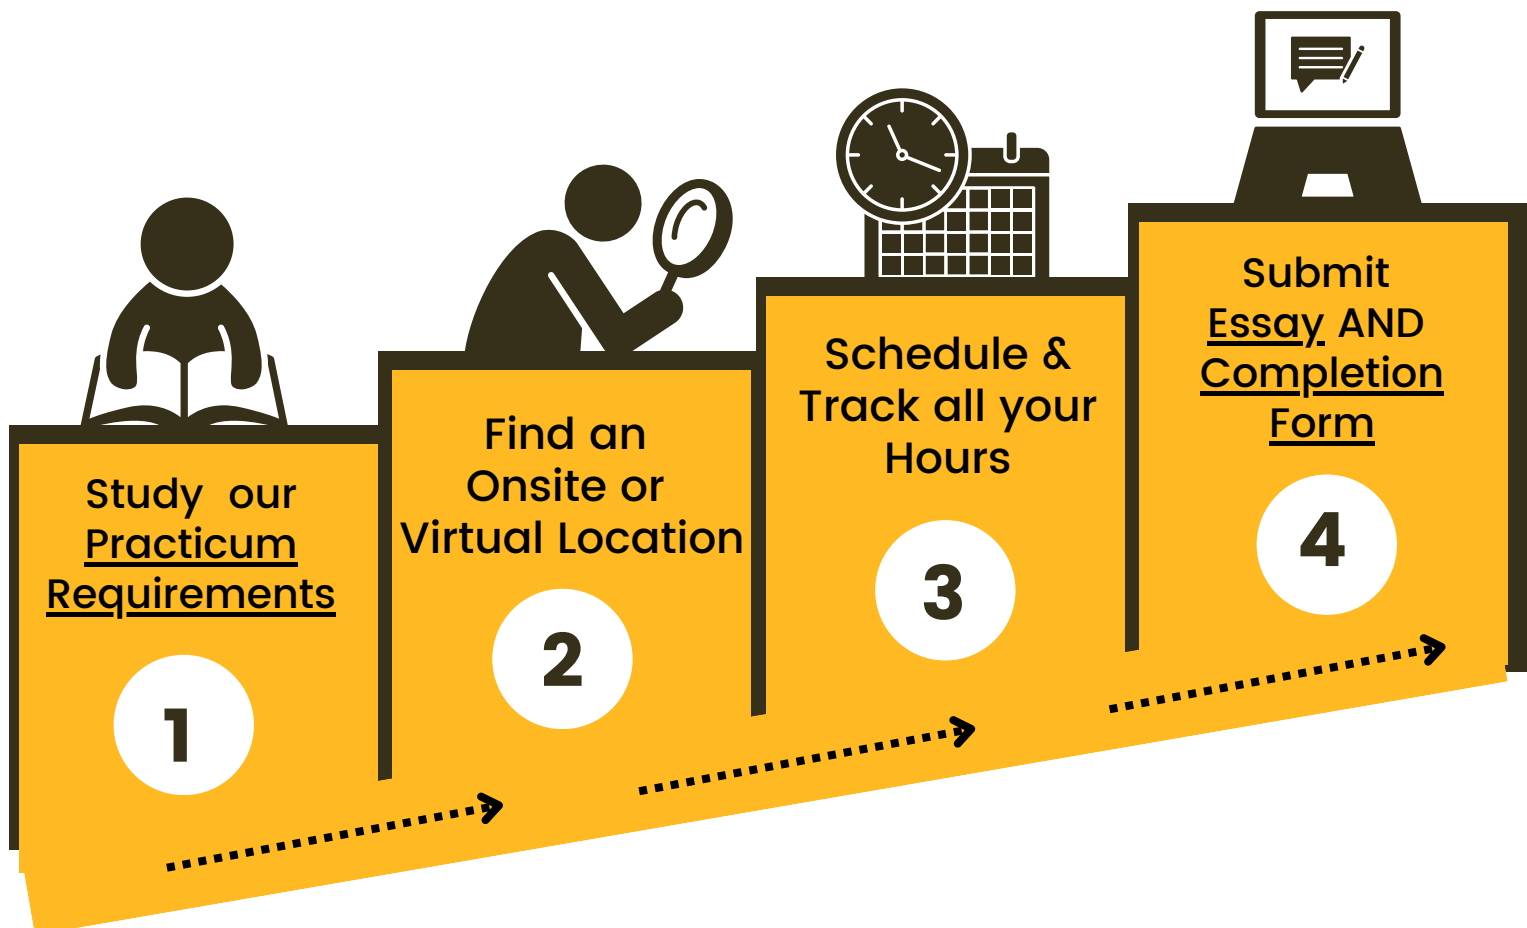 Study our
Practicum
Requirements
1
Find an
Onsite or
Virtual Location
2
Schedule &
Track all your
Hours
3
Submit
Essay AND
Completion
Form
4